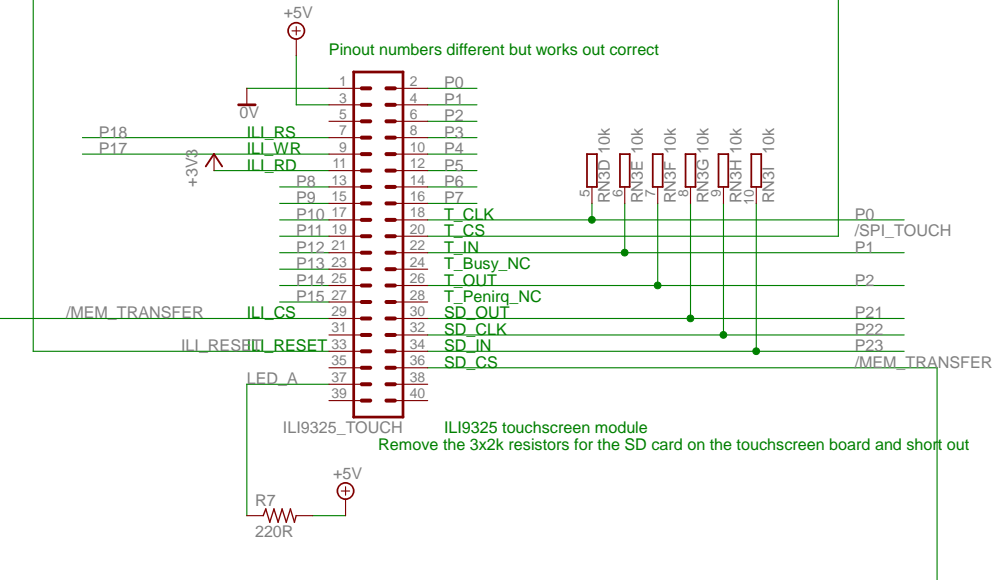 +5V
Pinout numbers different but works out correct
1 2 P0
0V 3 4 P1
5 6 P2
P18 ILI_RS 7 8 P3
P17 ILI_WR 9 10 P4
+3V3 ILI_RD 11 12 P5
P8 13 14 P6
P9 15 16 P7
P10 17 18 T_CLK P0
P11 19 20 T_CS /SPI_TOUCH
P12 21 22 T_IN P1
P13 23 24 T_Busy_NC
P14 25 26 T_OUT P2
P15 27 28 T_Penirq_NC
/MEM_TRANSFER ILI_CS 29 30 SD_OUT P21
31 32 SD_CLK P22
ILI_RESET ILI_RESET 33 34 SD_IN P23
35 36 SD_CS /MEM_TRANSFER
LED_A 37 38
39 40
5 RN3D 10k
6 RN3E 10k
7 RN3F 10k
8 RN3G 10k
9 RN3H 10k
10 RN3I 10k
ILI9325_TOUCH
ILI9325 touchscreen module
Remove the 3x2k resistors for the SD card on the touchscreen board and short out
+5V
R7
220R